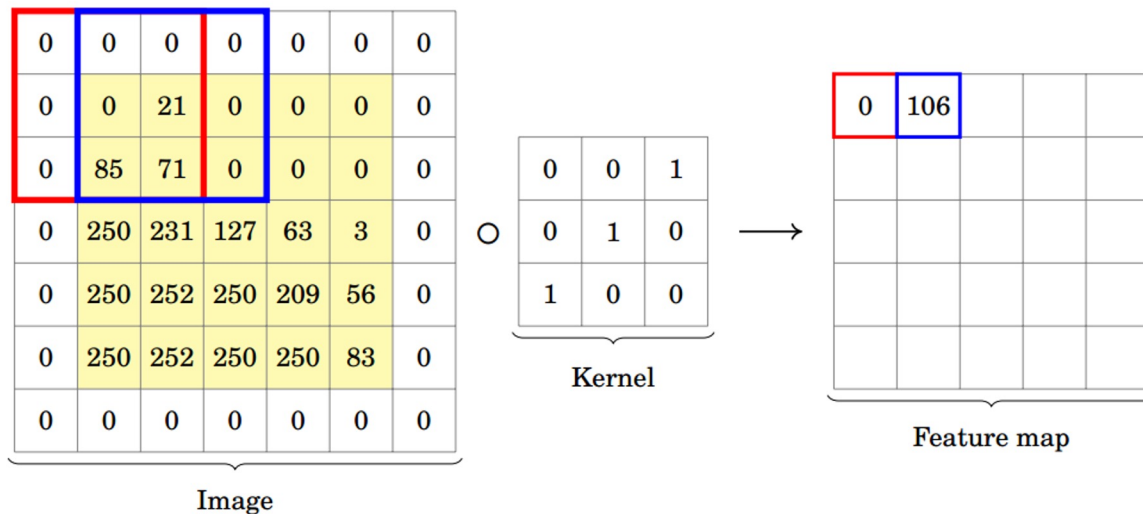 0 0 0 0 0 0 0
0 0 21 0 0 0 0 0 106
0 85 71 0 0 0 0 0 0 1
0 250 231 127 63 3 0 0 1 0
0 250 252 250 209 56 0 1 0 0
0 250 252 250 250 83 0
Kernel
0 0 0 0 0 0 0
Feature map
Image